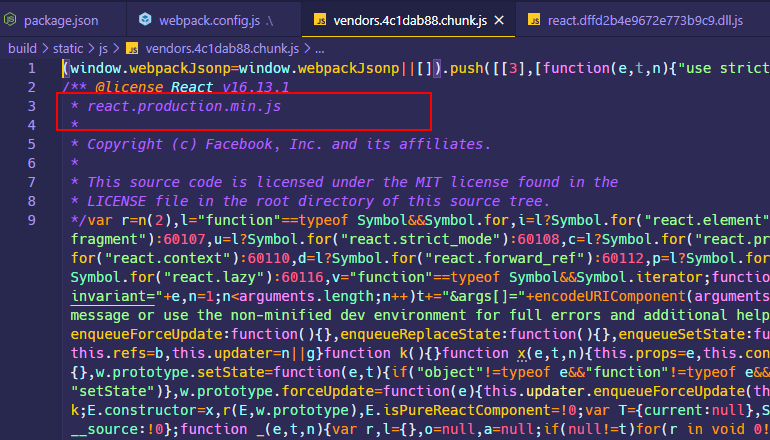 package.json
webpack.config.js .\
vendors.4c1dab88.chunk.js
react.dffd2b4e9672e773b9c9.dll.js
build > static > js > vendors.4c1dab88.chunk.js > ...
1 (window.webpackJsonp=window.webpackJsonp||[]).push([[3],[function(e,t,n){"use strict
2 /** @license React v16.13.1
3 * react.production.min.js
4 *
5 * Copyright (c) Facebook, Inc. and its affiliates.
6 *
7 * This source code is licensed under the MIT license found in the
8 * LICENSE file in the root directory of this source tree.
9 */var r=n(2),l="function"==typeof Symbol&&Symbol.for,i=l?Symbol.for("react.element"
fragment"):60107,u=l?Symbol.for("react.strict_mode"):60108,c=l?Symbol.for("react.pr
for("react.context"):60110,d=l?Symbol.for("react.forward_ref"):60112,p=l?Symbol.for
Symbol.for("react.lazy"):60116,v="function"==typeof Symbol&&Symbol.iterator;functio
invariant="+e,n=1;n<arguments.length;n++)t+="&args[]="+encodeURIComponent(arguments
message or use the non-minified dev environment for full errors and additional help
enqueueForceUpdate:function(){},enqueueReplaceState:function(){},enqueueSetState:fu
this.refs=b,this.updater=n||g}function k(){}function x(e,t,n){this.props=e,this.con
{},w.prototype.setState=function(e,t){if("object"!=typeof e&&"function"!=typeof e&&
"setState")},w.prototype.forceUpdate=function(e){this.updater.enqueueForceUpdate(th
k;E.constructor=x,r(E,w.prototype),E.isPureReactComponent=!0;var T={current:null},S
__source:!0};function _(e,t,n){var r,l={},o=null,a=null;if(null!=t)for(r in void 0!